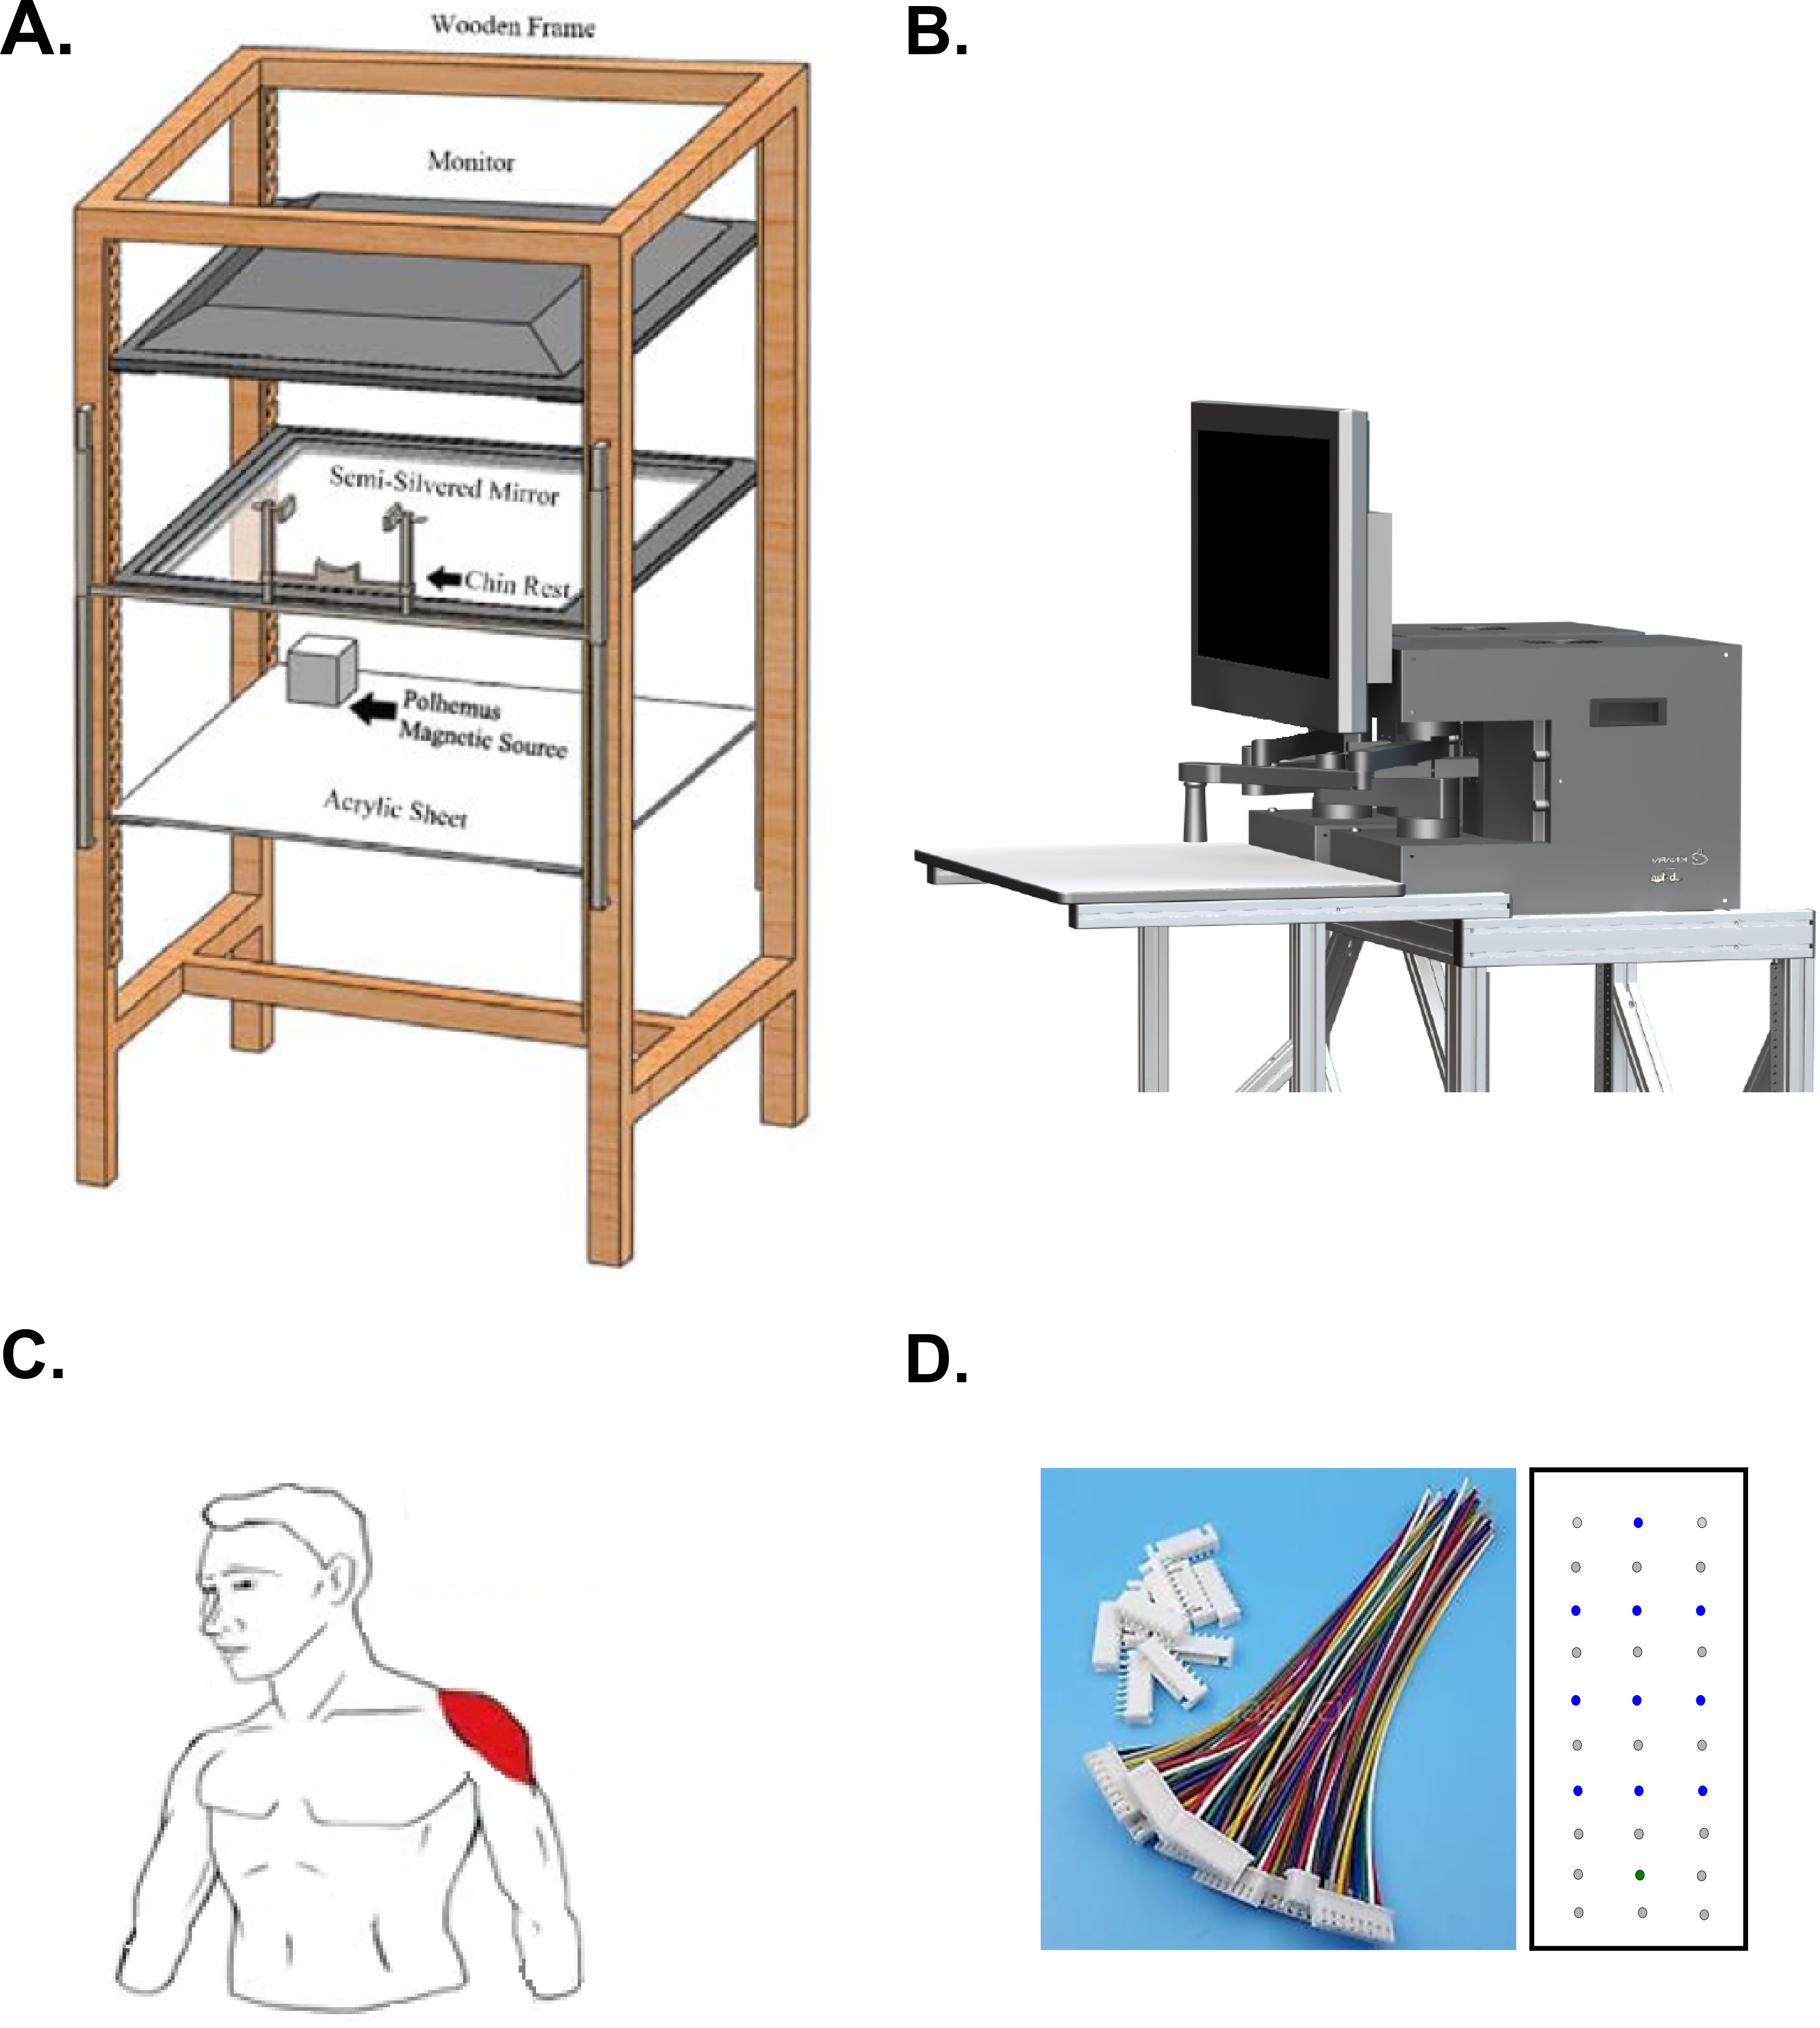 A.
Wooden Frame
Monitor
Semi-Silvered Mirror
Chin Rest
Polhemus
Magnetic Source
Acrylic Sheet
B.
C.
D.